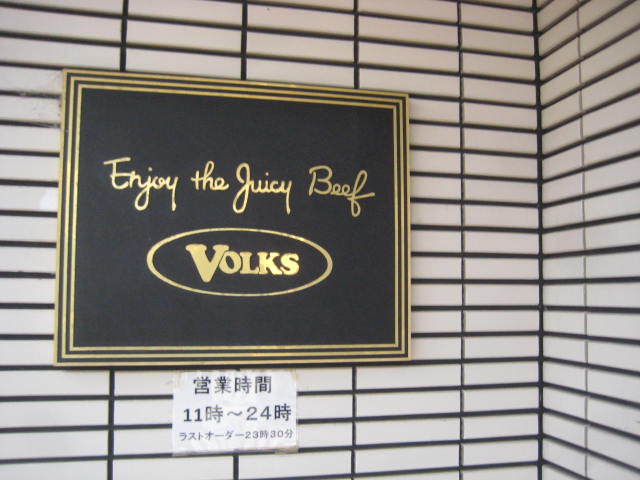 Enjoy the Juicy Beef
VOLKS
営業時間
11時～24時
ラストオーダー23時30分